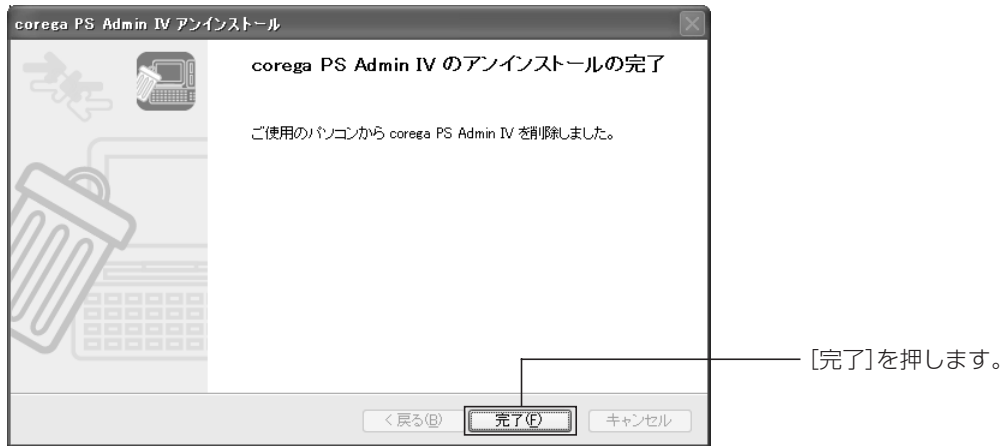 corega PS Admin IV アンインストール
corega PS Admin IV のアンインストールの完了
ご使用のパソコンから corega PS Admin IV を削除しました。
[完了]を押します。
< 戻る(B) 完了(F) キャンセル